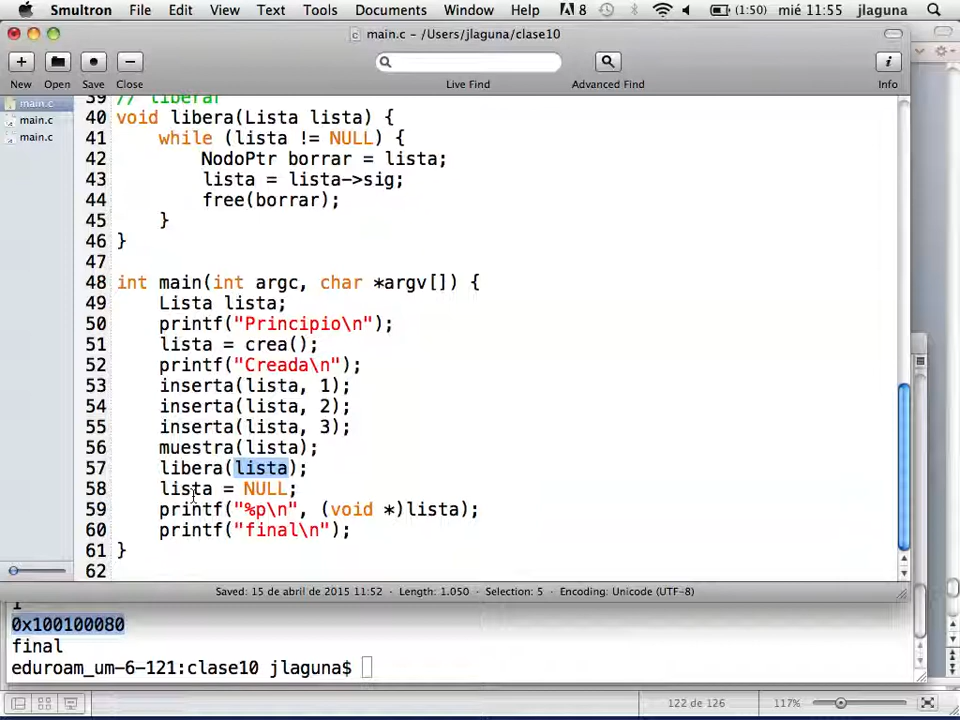 Smultron File Edit View Text Tools Documents Window Help 8 (1:50) mié 11:55 jlaguna
main.c – /Users/jlaguna/clase10
New Open Save Close Live Find Advanced Find Info
main.c
main.c
main.c
39 // liberar
40 void libera(Lista lista) {
41 while (lista != NULL) {
42 NodoPtr borrar = lista;
43 lista = lista->sig;
44 free(borrar);
45 }
46 }
47
48 int main(int argc, char *argv[]) {
49 Lista lista;
50 printf("Principio\n");
51 lista = crea();
52 printf("Creada\n");
53 inserta(lista, 1);
54 inserta(lista, 2);
55 inserta(lista, 3);
56 muestra(lista);
57 libera(lista);
58 lista = NULL;
59 printf("%p\n", (void *)lista);
60 printf("final\n");
61 }
62
Saved: 15 de abril de 2015 11:52 • Length: 1.050 • Selection: 5 • Encoding: Unicode (UTF-8)
1
0x100100080
final
eduroam_um-6-121:clase10 jlaguna$
122 de 126 117%